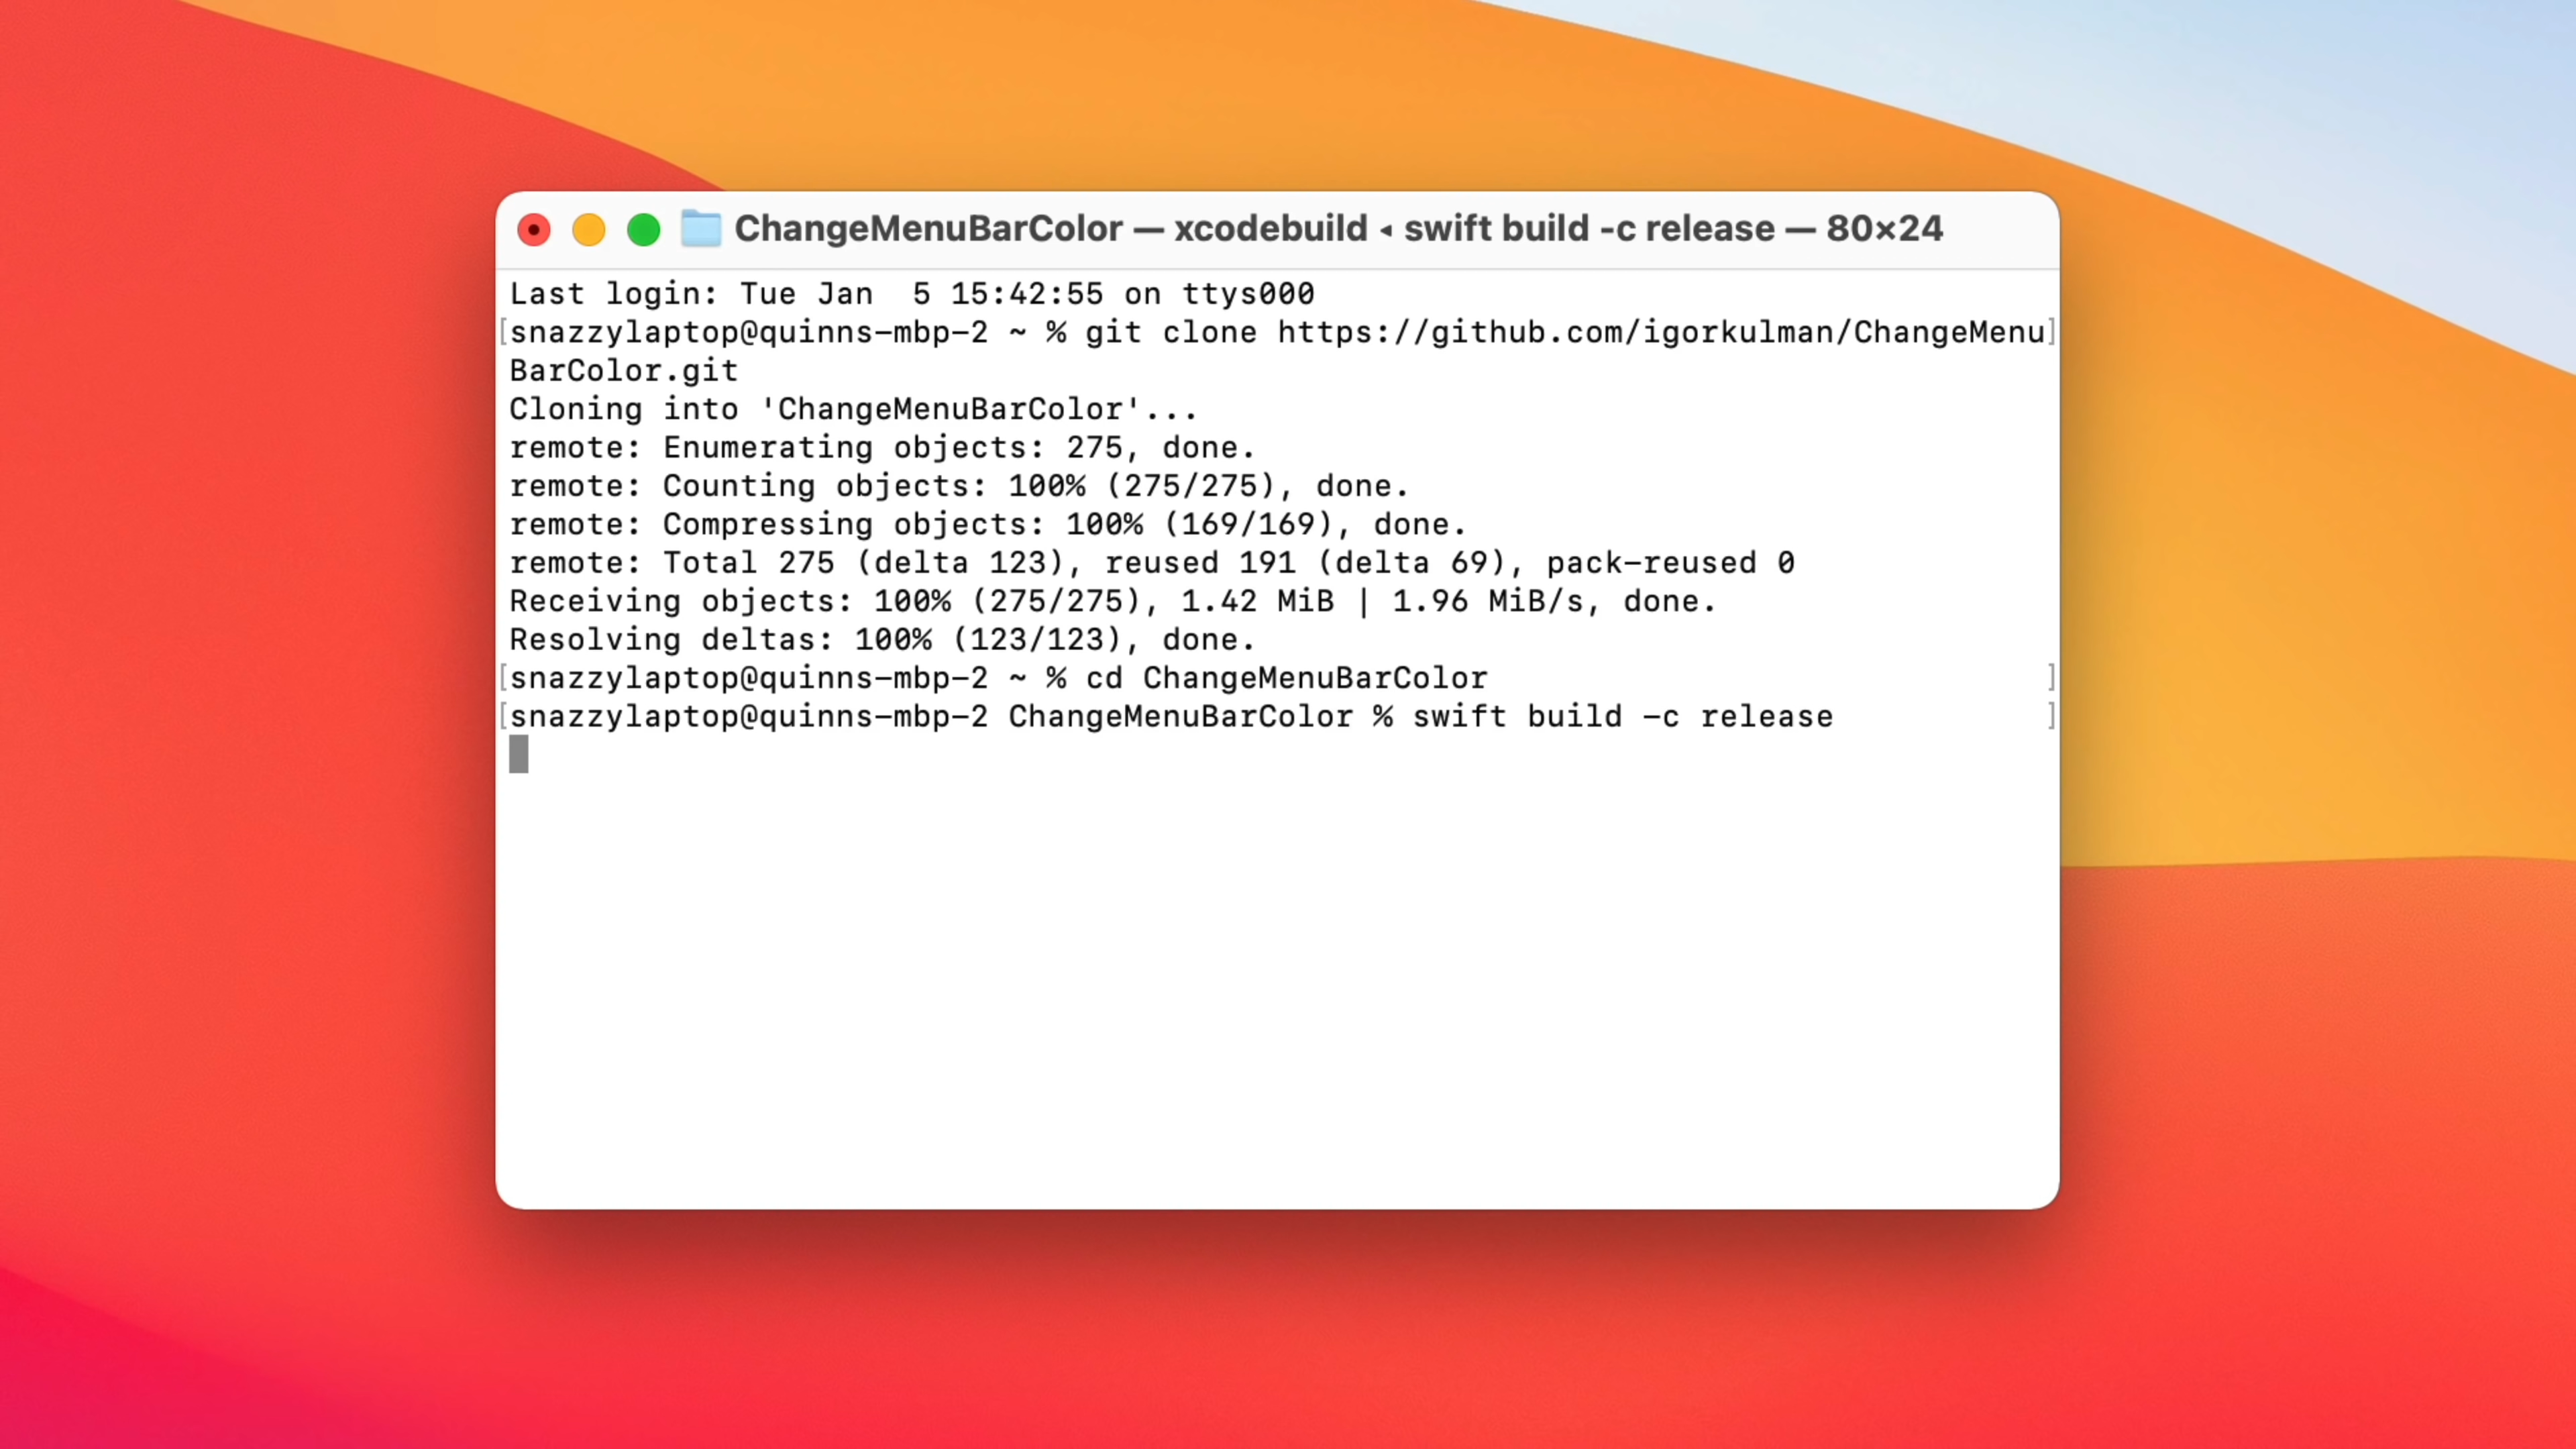 ChangeMenuBarColor — xcodebuild ◂ swift build -c release — 80×24
Last login: Tue Jan  5 15:42:55 on ttys000
[snazzylaptop@quinns-mbp-2 ~ % git clone https://github.com/igorkulman/ChangeMenu]
BarColor.git
Cloning into 'ChangeMenuBarColor'...
remote: Enumerating objects: 275, done.
remote: Counting objects: 100% (275/275), done.
remote: Compressing objects: 100% (169/169), done.
remote: Total 275 (delta 123), reused 191 (delta 69), pack-reused 0
Receiving objects: 100% (275/275), 1.42 MiB | 1.96 MiB/s, done.
Resolving deltas: 100% (123/123), done.
[snazzylaptop@quinns-mbp-2 ~ % cd ChangeMenuBarColor ]
[snazzylaptop@quinns-mbp-2 ChangeMenuBarColor % swift build -c release ]